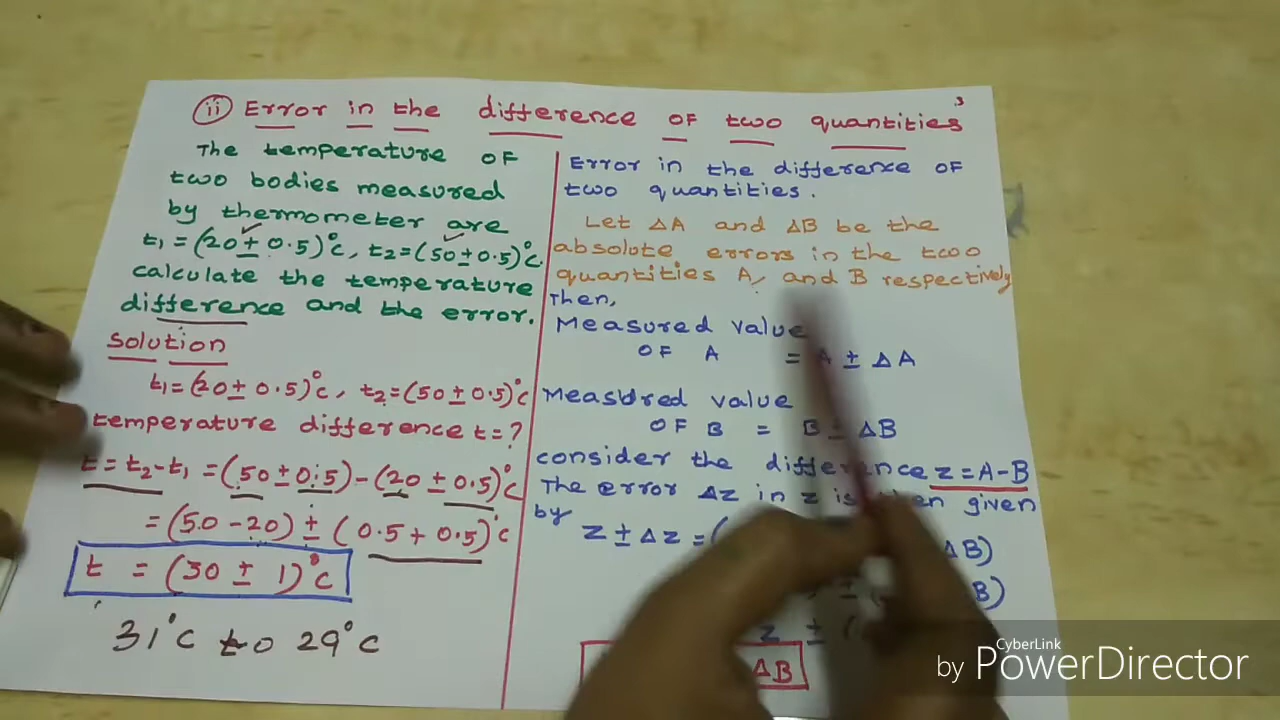 ii Error in the difference of two quantities
3
The temperature of
two bodies measured
by thermometer are
t₁=(20±0.5)°c, t₂=(50±0.5)°c.
calculate the temperature
difference and the error.
solution
t₁=(20±0.5)°c, t₂=(50±0.5)°c
temperature difference t=?
t=t₂-t₁=(50±0.5)-(20±0.5)°c
=(50-20)±(0.5+0.5)°c
t = (30 ± 1)°c
31°c to 29°c
Error in the difference of
two quantities.
Let ΔA and ΔB be the
absolute errors in the two
quantities A, and B respectively
Then,
Measured value
of A = A ± ΔA
Measured value
of B = B ± ΔB
consider the difference z=A-B
The error Δz in z is then given
by
z±Δz=( ΔB)
± ( B)
z ± (
ΔB
CyberLink
by PowerDirector